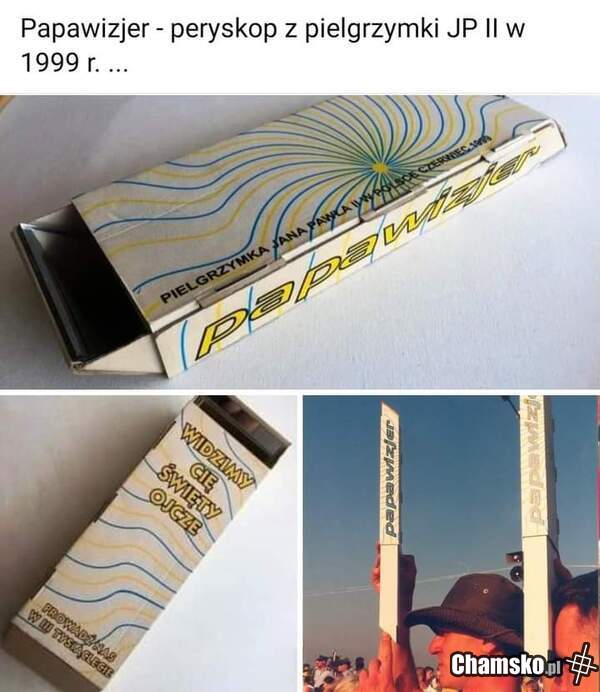 Papawizjer - peryskop z pielgrzymki JP II w
1999 r. ...
PIELGRZYMKA JANA PAWŁA II W POLSCE CZERWIEC 1999
papawizjer
WIDZIMY
CIĘ
ŚWIĘTY
OJCZE
PROWADŹ NAS
W III TYSIĄCLECIE
papawizjer
papawizj
Chamsko.pl